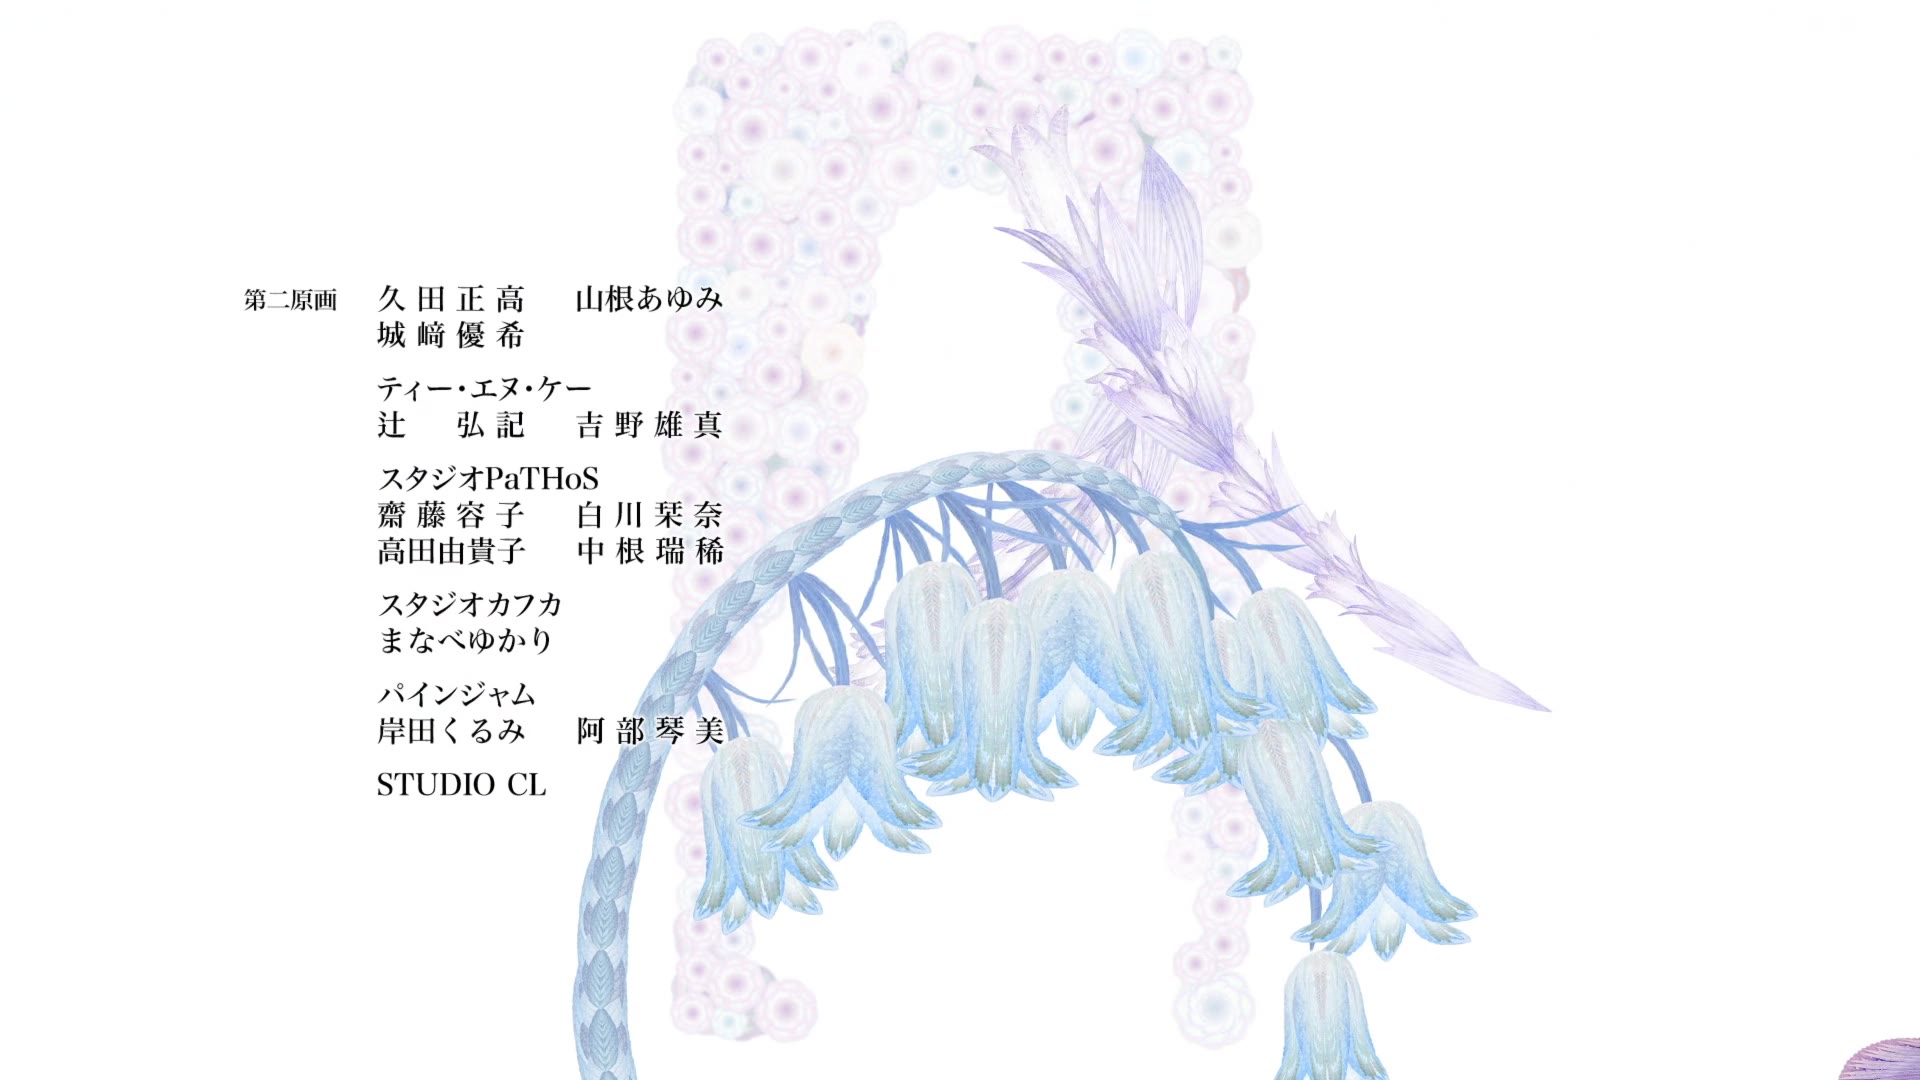 第二原画 久田正高 山根あゆみ
城﨑優希
ティー・エヌ・ケー
辻 弘記 吉野雄真
スタジオPaTHoS
齋藤容子 白川栞奈
高田由貴子 中根瑞稀
スタジオカフカ
まなべゆかり
パインジャム
岸田くるみ 阿部琴美
STUDIO CL